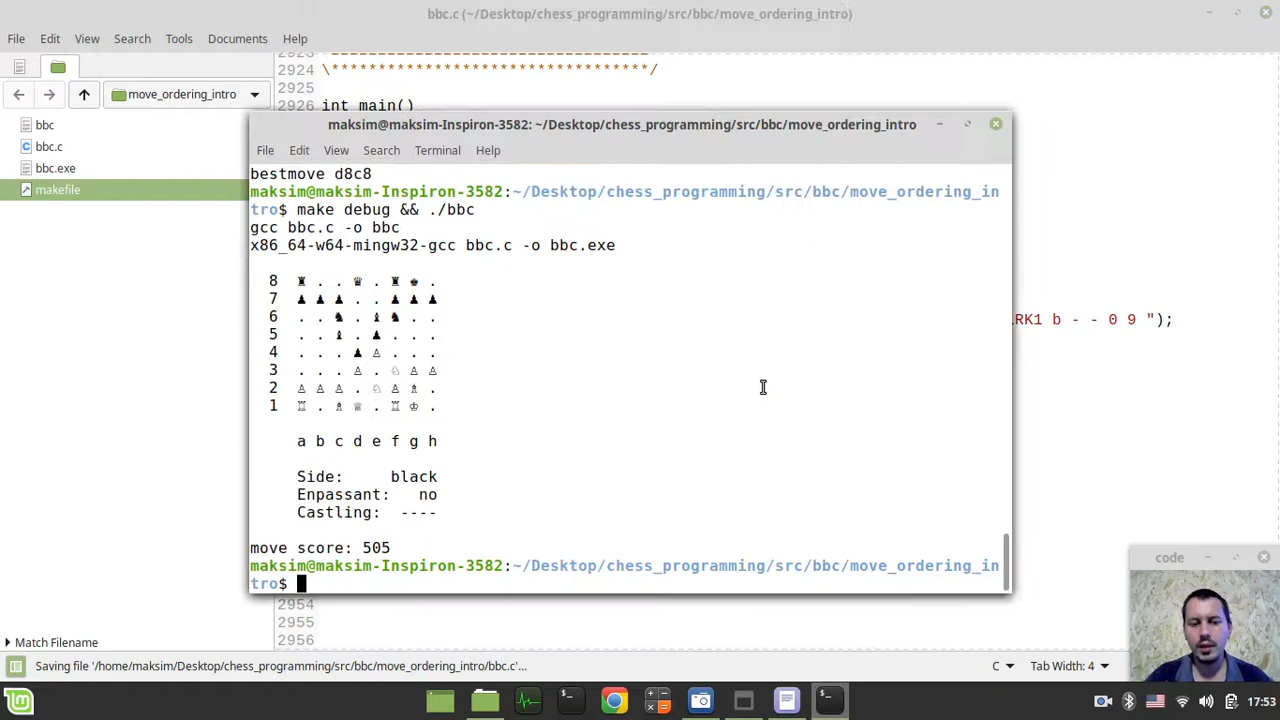 bbc.c (~/Desktop/chess_programming/src/bbc/move_ordering_intro)
File Edit View Search Tools Documents Help
move_ordering_intro
bbc
bbc.c
bbc.exe
makefile
2924 \*********************************/
2925
2926 int main()
maksim@maksim-Inspiron-3582: ~/Desktop/chess_programming/src/bbc/move_ordering_intro
File Edit View Search Terminal Help
bestmove d8c8
maksim@maksim-Inspiron-3582:~/Desktop/chess_programming/src/bbc/move_ordering_in
tro$ make debug && ./bbc
gcc bbc.c -o bbc
x86_64-w64-mingw32-gcc bbc.c -o bbc.exe
8 ♜ . . ♛ . ♜ ♚ .
7 ♟ ♟ ♟ . . ♟ ♟ ♟
6 . . ♞ . ♝ ♞ . .
5 . . ♝ . ♟ . . .
4 . . . ♟ ♙ . . .
3 . . . ♙ . ♘ ♙ ♙
2 ♙ ♙ ♙ . ♘ ♙ ♗ .
1 ♖ . ♗ ♕ . ♖ ♔ .
a b c d e f g h
Side: black
Enpassant: no
Castling: ----
move score: 505
maksim@maksim-Inspiron-3582:~/Desktop/chess_programming/src/bbc/move_ordering_in
tro$
RK1 b - - 0 9 ");
2954
2955
2956
code
Match Filename
Saving file '/home/maksim/Desktop/chess_programming/src/bbc/move_ordering_intro/bbc.c'...
C
Tab Width: 4
17:53